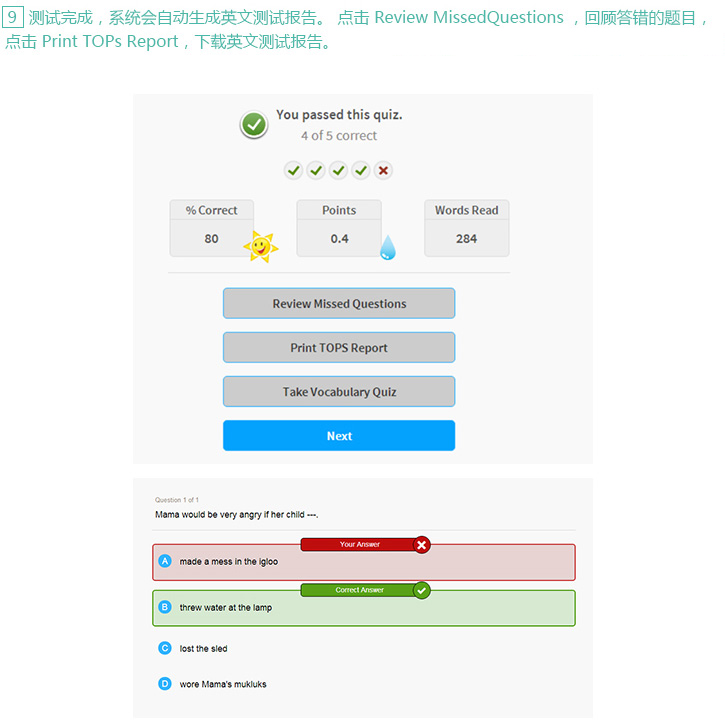 9 测试完成，系统会自动生成英文测试报告。 点击 Review MissedQuestions ，回顾答错的题目，
点击 Print TOPs Report，下载英文测试报告。
You passed this quiz.
4 of 5 correct
% Correct
80
Points
0.4
Words Read
284
Review Missed Questions
Print TOPS Report
Take Vocabulary Quiz
Next
Question 1 of 1
Mama would be very angry if her child ---.
Your Answer
A made a mess in the igloo
Correct Answer
B threw water at the lamp
C lost the sled
D wore Mama's mukluks